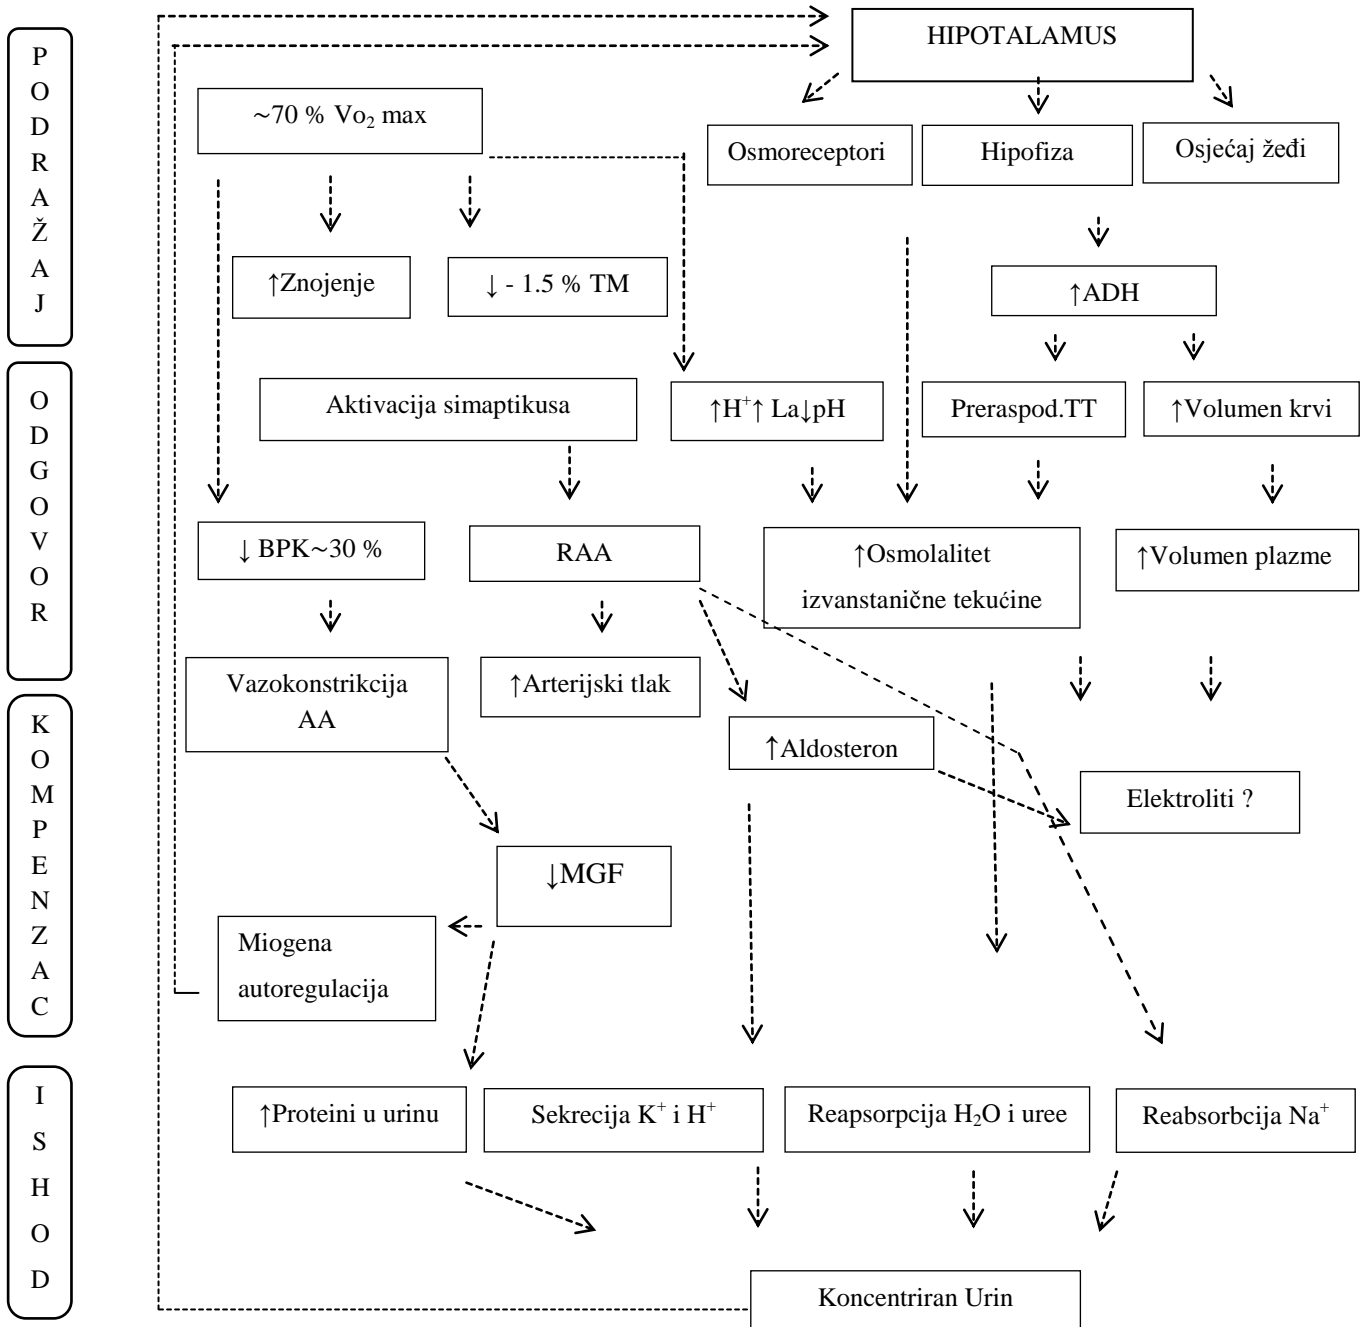 P
O
D
R
A
Ž
A
J
HIPOTALAMUS
~70 % Vo₂ max
Osmoreceptori
Hipofiza
Osjećaj žeđi
↑Znojenje
↓ - 1.5 % TM
↑ADH
O
D
G
O
V
O
R
Aktivacija simaptikusa
↑H⁺↑ La↓pH
Preraspod.TT
↑Volumen krvi
↓ BPK~30 %
RAA
↑Osmolalitet
izvanstanične tekućine
↑Volumen plazme
K
O
M
P
E
N
Z
A
C
Vazokonstrikcija
AA
↑Arterijski tlak
↑Aldosteron
Elektroliti ?
↓MGF
Miogena
autoregulacija
I
S
H
O
D
↑Proteini u urinu
Sekrecija K⁺ i H⁺
Reapsorpcija H₂O i uree
Reabsorbcija Na⁺
Koncentriran Urin